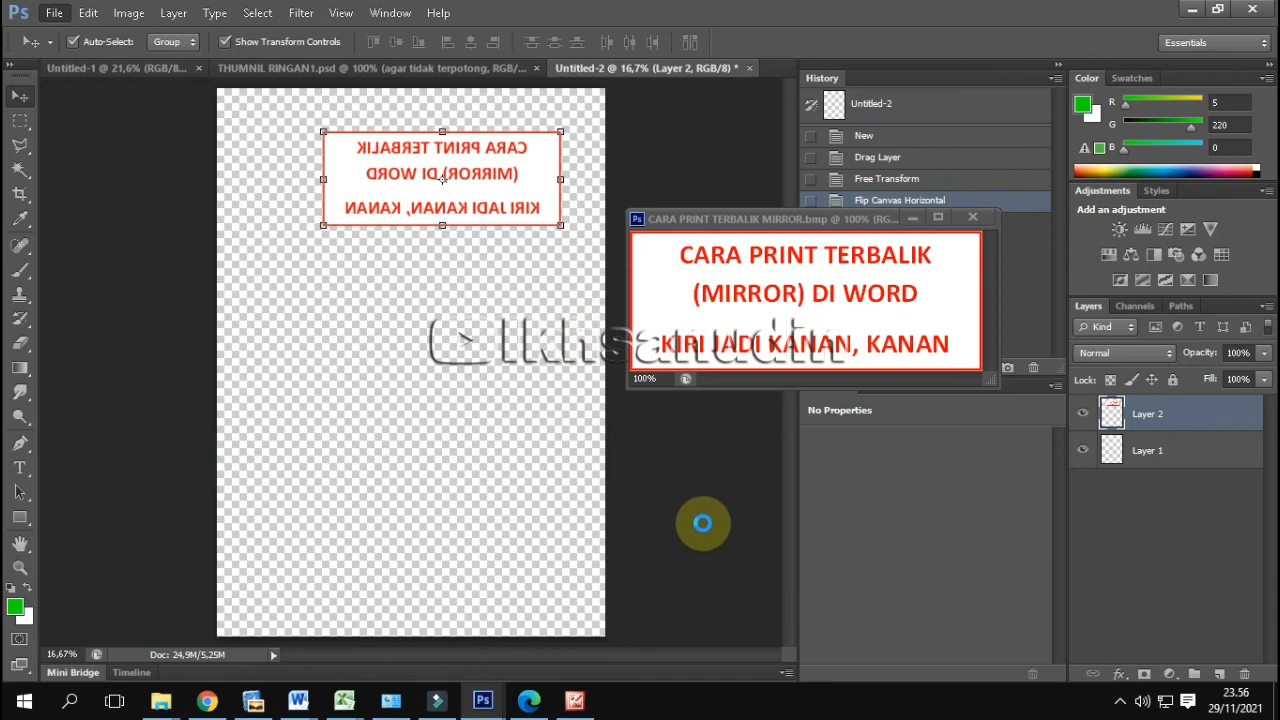 Ps File Edit Image Layer Type Select Filter 3D View Window Help
Auto-Select: Group Show Transform Controls Essentials
Untitled-1 @ 21,6% (RGB/8... × THUMNIL RINGAN1.psd @ 100% (agar tidak terpotong, RGB/... × Untitled-2 @ 16,7% (Layer 2, RGB/8) * ×
CARA PRINT TERBALIK
(MIRROR) DI WORD
KIRI JADI KANAN, KANAN
History
Untitled-2
New
Drag Layer
Free Transform
Flip Canvas Horizontal
Ps CARA PRINT TERBALIK MIRROR.bmp @ 100% (RG...
CARA PRINT TERBALIK
(MIRROR) DI WORD
KIRI JADI KANAN, KANAN
100%
Ikhsanudin
No Properties
Color Swatches
R 5
G 220
B 0
Adjustments Styles
Add an adjustment
Layers Channels Paths
Kind
Normal Opacity: 100%
Lock: Fill: 100%
Layer 2
Layer 1
16,67% Doc: 24,9M/5,25M
Mini Bridge Timeline
23.56
29/11/2021